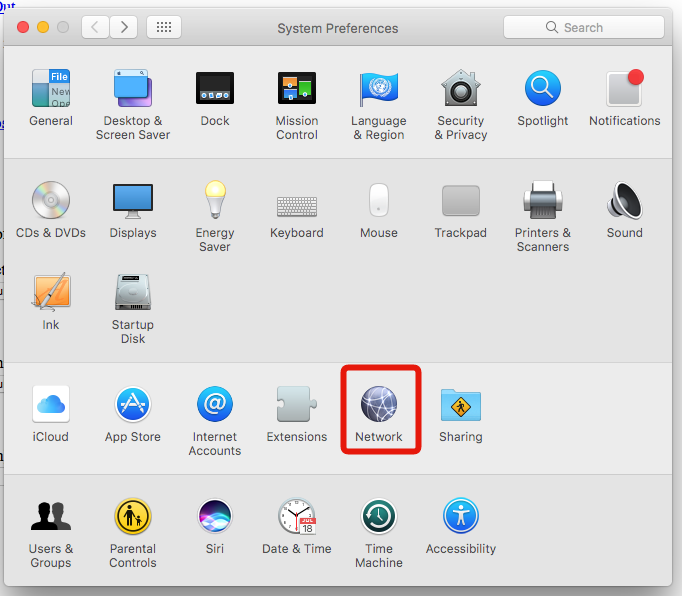 System Preferences
Search
General
Desktop &
Screen Saver
Dock
Mission
Control
Language
& Region
Security
& Privacy
Spotlight
Notifications
File
New
Ope
CDs & DVDs
Displays
Energy
Saver
Keyboard
Mouse
Trackpad
Printers &
Scanners
Sound
Ink
Startup
Disk
iCloud
App Store
Internet
Accounts
Extensions
Network
Sharing
@
Users &
Groups
Parental
Controls
Siri
Date & Time
JUL
18
Time
Machine
Accessibility